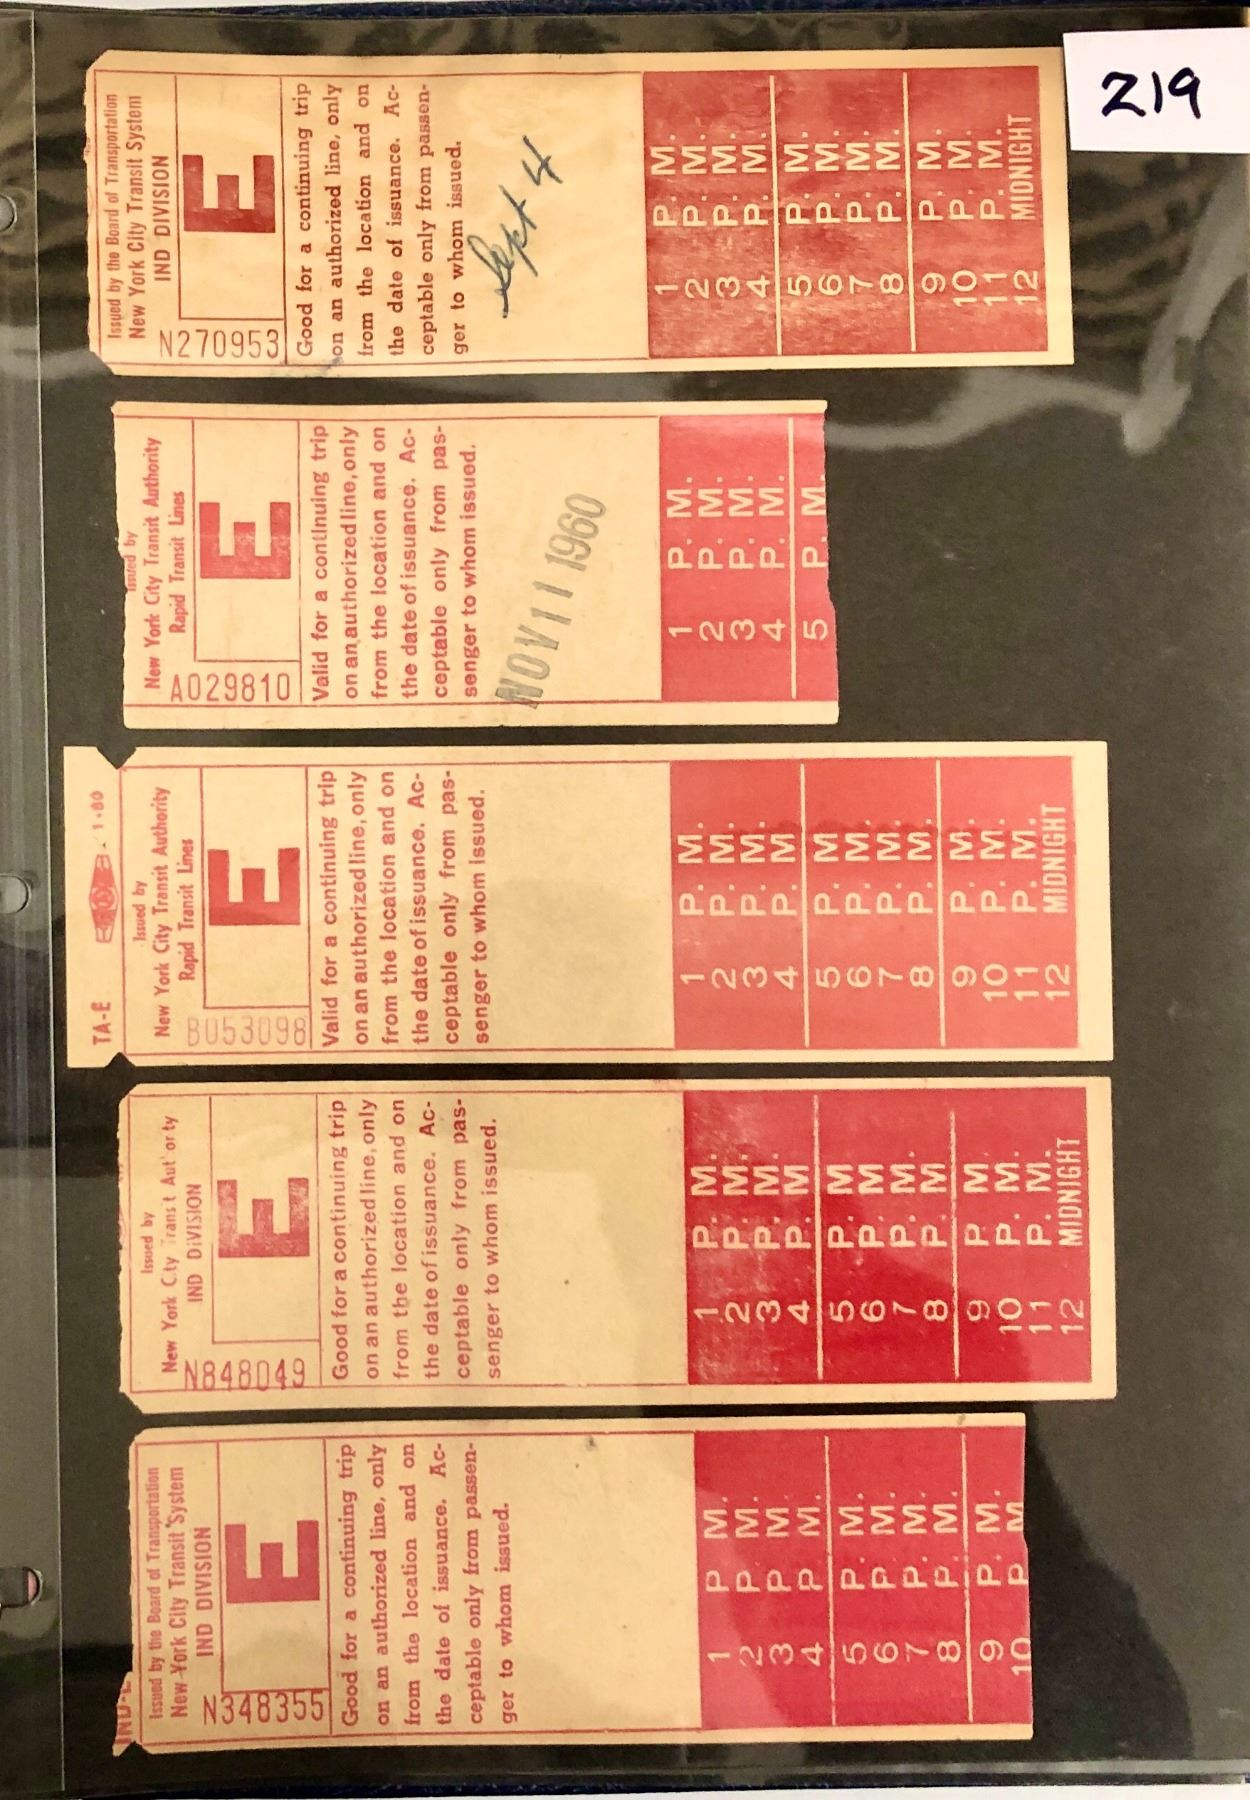 219
Issued by the Board of Transportation
New York City Transit System
IND DIVISION
E
N270953
Good for a continuing trip
on an authorized line, only
from the location and on
the date of issuance. Ac-
ceptable only from passen-
ger to whom issued.
Sept 4
1 P. M.
2 P. M.
3 P. M.
4 P. M.
5 P. M.
6 P. M.
7 P. M.
8 P. M.
9 P. M.
10 P. M.
11 P. M.
12 MIDNIGHT
Issued by
New York City Transit Authority
Rapid Transit Lines
E
A029810
Valid for a continuing trip
on an authorized line, only
from the location and on
the date of issuance. Ac-
ceptable only from pas-
senger to whom issued.
NOV 11 1960
1 P. M.
2 P. M.
3 P. M.
4 P. M.
5 P. M.
TA-E 1-60
Issued by
New York City Transit Authority
Rapid Transit Lines
E
B053098
Valid for a continuing trip
on an authorized line, only
from the location and on
the date of issuance. Ac-
ceptable only from pas-
senger to whom issued.
1 P. M.
2 P. M.
3 P. M.
4 P. M.
5 P. M.
6 P. M.
7 P. M.
8 P. M.
9 P. M.
10 P. M.
11 P. M.
12 MIDNIGHT
Issued by
New York City Transit Authority
IND DIVISION
E
N848049
Good for a continuing trip
on an authorized line, only
from the location and on
the date of issuance. Ac-
ceptable only from pas-
senger to whom issued.
1 P. M.
2 P. M.
3 P. M.
4 P. M.
5 P. M.
6 P. M.
7 P. M.
8 P. M.
9 P. M.
10 P. M.
11 P. M.
12 MIDNIGHT
IND-E
Issued by the Board of Transportation
New York City Transit System
IND DIVISION
E
N348355
Good for a continuing trip
on an authorized line, only
from the location and on
the date of issuance. Ac-
ceptable only from passen-
ger to whom issued.
1 P. M.
2 P. M.
3 P. M.
4 P. M.
5 P. M.
6 P. M.
7 P. M.
8 P. M.
9 P. M.
10 P. M